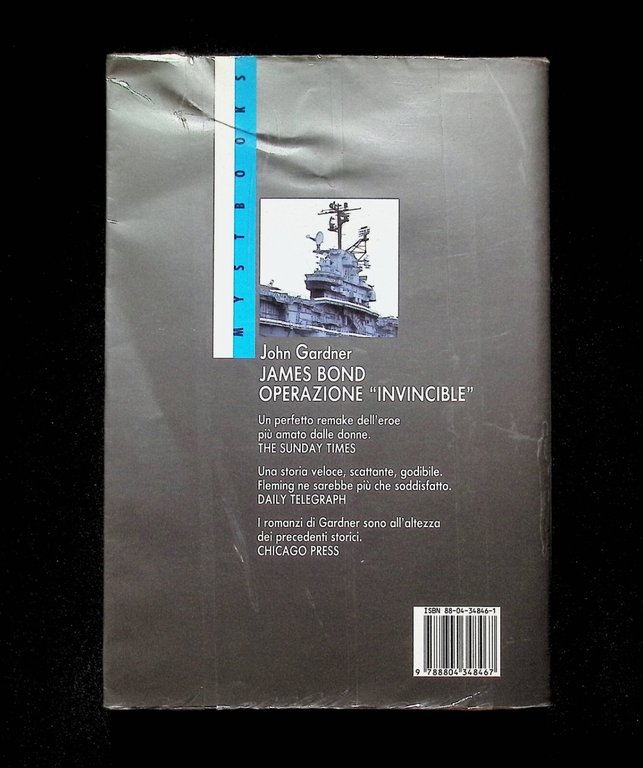 MYSTBOOKS
John Gardner
JAMES BOND
OPERAZIONE “INVINCIBLE”
Un perfetto remake dell'eroe
più amato dalle donne.
THE SUNDAY TIMES
Una storia veloce, scattante, godibile.
Fleming ne sarebbe più che soddisfatto.
DAILY TELEGRAPH
I romanzi di Gardner sono all'altezza
dei precedenti storici.
CHICAGO PRESS
ISBN 88-04-34846-1
9 788804 348467